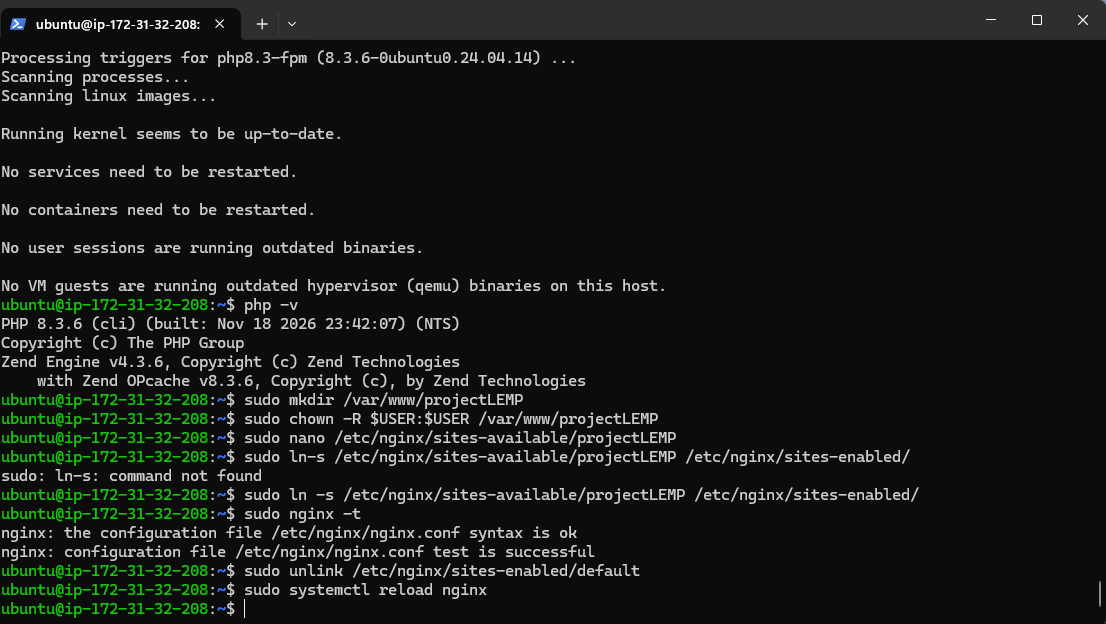 ubuntu@ip-172-31-32-208:
Processing triggers for php8.3-fpm (8.3.6-0ubuntu0.24.04.14) ...
Scanning processes...
Scanning linux images...
Running kernel seems to be up-to-date.
No services need to be restarted.
No containers need to be restarted.
No user sessions are running outdated binaries.
No VM guests are running outdated hypervisor (qemu) binaries on this host.
ubuntu@ip-172-31-32-208:~$ php -v
PHP 8.3.6 (cli) (built: Nov 18 2026 23:42:07) (NTS)
Copyright (c) The PHP Group
Zend Engine v4.3.6, Copyright (c) Zend Technologies
    with Zend OPcache v8.3.6, Copyright (c), by Zend Technologies
ubuntu@ip-172-31-32-208:~$ sudo mkdir /var/www/projectLEMP
ubuntu@ip-172-31-32-208:~$ sudo chown -R $USER:$USER /var/www/projectLEMP
ubuntu@ip-172-31-32-208:~$ sudo nano /etc/nginx/sites-available/projectLEMP
ubuntu@ip-172-31-32-208:~$ sudo ln-s /etc/nginx/sites-available/projectLEMP /etc/nginx/sites-enabled/
sudo: ln-s: command not found
ubuntu@ip-172-31-32-208:~$ sudo ln -s /etc/nginx/sites-available/projectLEMP /etc/nginx/sites-enabled/
ubuntu@ip-172-31-32-208:~$ sudo nginx -t
nginx: the configuration file /etc/nginx/nginx.conf syntax is ok
nginx: configuration file /etc/nginx/nginx.conf test is successful
ubuntu@ip-172-31-32-208:~$ sudo unlink /etc/nginx/sites-enabled/default
ubuntu@ip-172-31-32-208:~$ sudo systemctl reload nginx
ubuntu@ip-172-31-32-208:~$